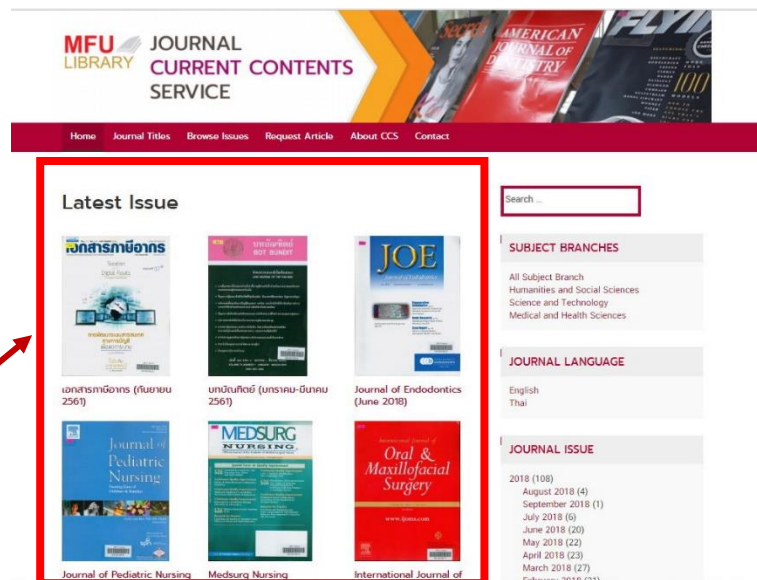 MFU
LIBRARY
JOURNAL
CURRENT CONTENTS
SERVICE
AMERICAN
JOURNAL OF
DENTISTRY
Home Journal Titles Browse Issues Request Article About CCS Contact
Latest Issue
Search ...
เอกสารภาษีอากร
บทบัณฑิตย์
BOT BUNDIT
JOE
Journal of Endodontics
เอกสารภาษีอากร (กันยายน
2561)
บทบัณฑิตย์ (มกราคม-มีนาคม
2561)
Journal of Endodontics
(June 2018)
Journal of
Pediatric
Nursing
MEDSURG
NURSING
International Journal of
Oral &
Maxillofacial
Surgery
www.ijoms.com
Journal of Pediatric Nursing
Medsurg Nursing
International Journal of
SUBJECT BRANCHES
All Subject Branch
Humanities and Social Sciences
Science and Technology
Medical and Health Sciences
JOURNAL LANGUAGE
English
Thai
JOURNAL ISSUE
2018 (108)
August 2018 (4)
September 2018 (1)
July 2018 (6)
June 2018 (20)
May 2018 (22)
April 2018 (23)
March 2018 (27)
February 2018 (21)